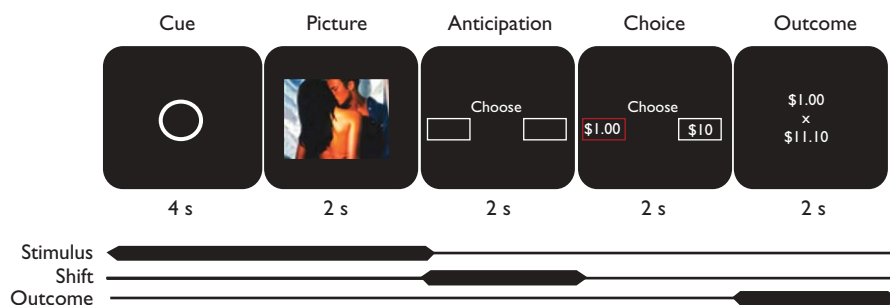 Cue Picture Anticipation Choice Outcome
Choose
Choose
$1.00 $10
$1.00
x
$11.10
4 s 2 s 2 s 2 s 2 s
Stimulus
Shift
Outcome